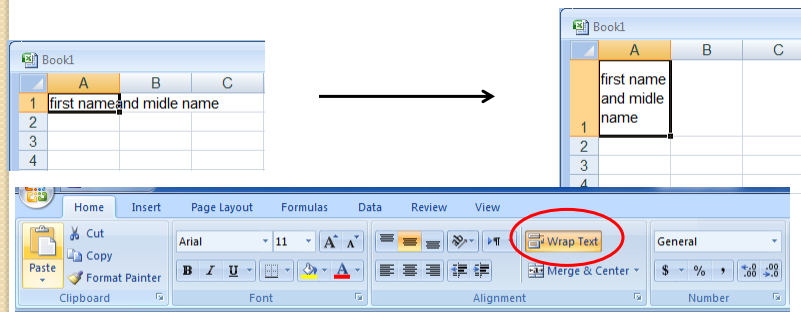 Book1
A B C
1 first name and midle name
2
3
4
Book1
A B C
first name
and midle
name
1
2
3
4
Home Insert Page Layout Formulas Data Review View
Cut
Copy
Format Painter
Paste
Clipboard
Arial 11 A A
B I U A
Font
Wrap Text
Merge & Center
Alignment
General
$ % , .0 .00 .00 .0
Number